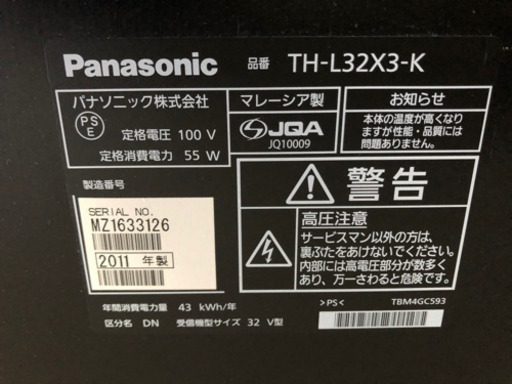 Panasonic 品番 TH-L32X3-K
パナソニック株式会社
PS
E
定格電圧 100 V
定格消費電力 55 W
マレーシア製
JQA
JQ10009
お知らせ
本体の温度が高くなり
ますが性能・品質には
問題ありません。
製造番号
SERIAL NO.
MZ1633126
2011 年製
警告
高圧注意
サービスマン以外の方は、
裏ぶたをあけないでください。
内部には高電圧部分が数多く
あり、万一さわると危険です。
年間消費電力量 43 kWh/年
区分名 DN 受信機型サイズ 32 V型
>PS<
TBM4GC593